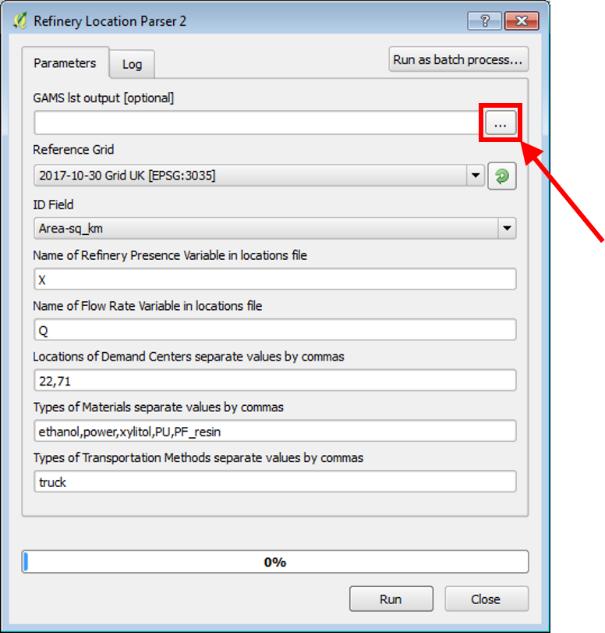 Refinery Location Parser 2
Parameters
Log
Run as batch process...
GAMS lst output [optional]
...
Reference Grid
2017-10-30 Grid UK [EPSG:3035]
ID Field
Area-sq_km
Name of Refinery Presence Variable in locations file
X
Name of Flow Rate Variable in locations file
Q
Locations of Demand Centers separate values by commas
22,71
Types of Materials separate values by commas
ethanol,power,xylitol,PU,PF_resin
Types of Transportation Methods separate values by commas
truck
0%
Run
Close